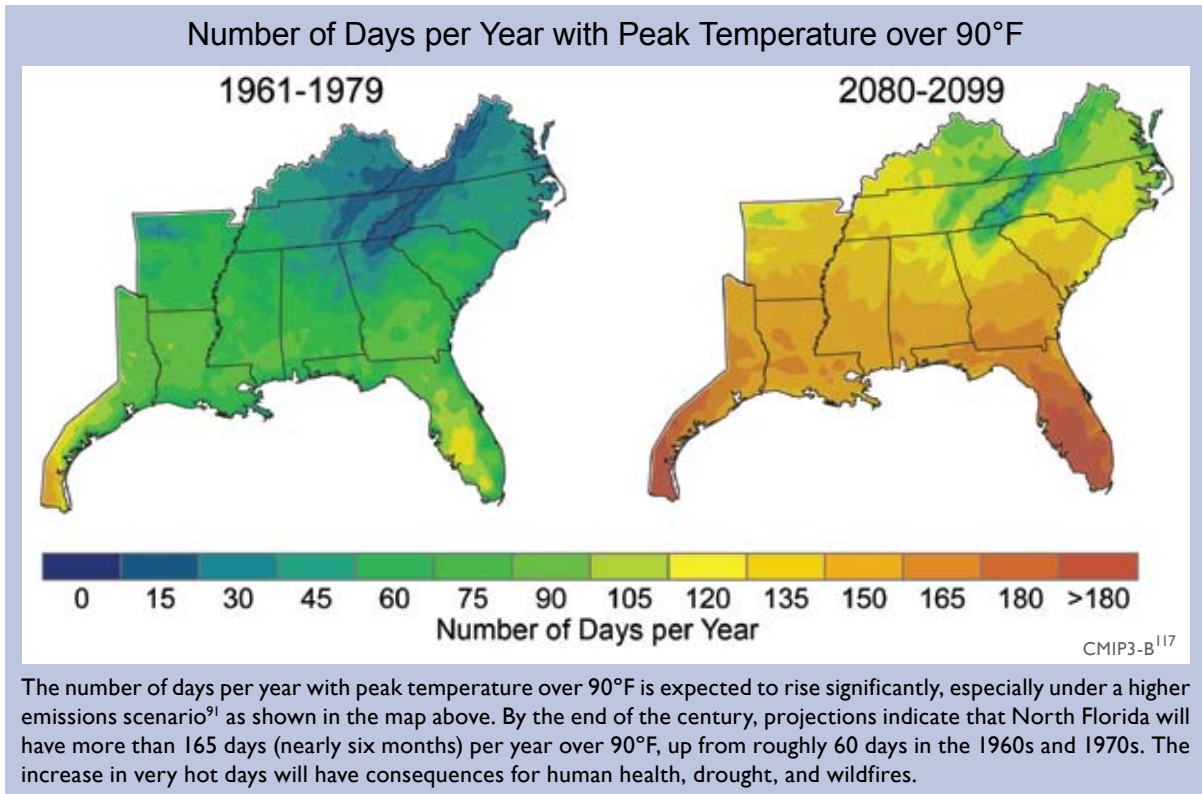 Number of Days per Year with Peak Temperature over 90°F
1961-1979
2080-2099
0 15 30 45 60 75 90 105 120 135 150 165 180 >180
Number of Days per Year
CMIP3-B117
The number of days per year with peak temperature over 90°F is expected to rise significantly, especially under a higher
emissions scenario91 as shown in the map above. By the end of the century, projections indicate that North Florida will
have more than 165 days (nearly six months) per year over 90°F, up from roughly 60 days in the 1960s and 1970s. The
increase in very hot days will have consequences for human health, drought, and wildfires.